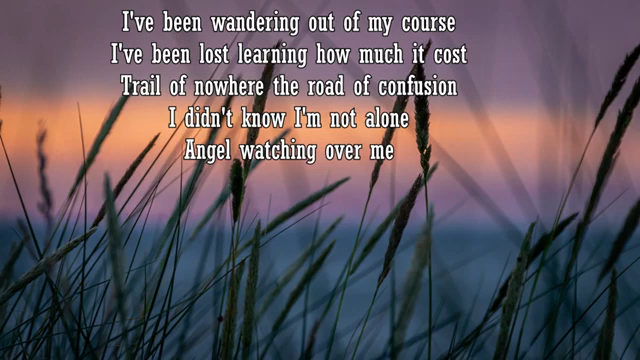 I've been wandering out of my course
I've been lost learning how much it cost
Trail of nowhere the road of confusion
I didn't know I'm not alone
Angel watching over me